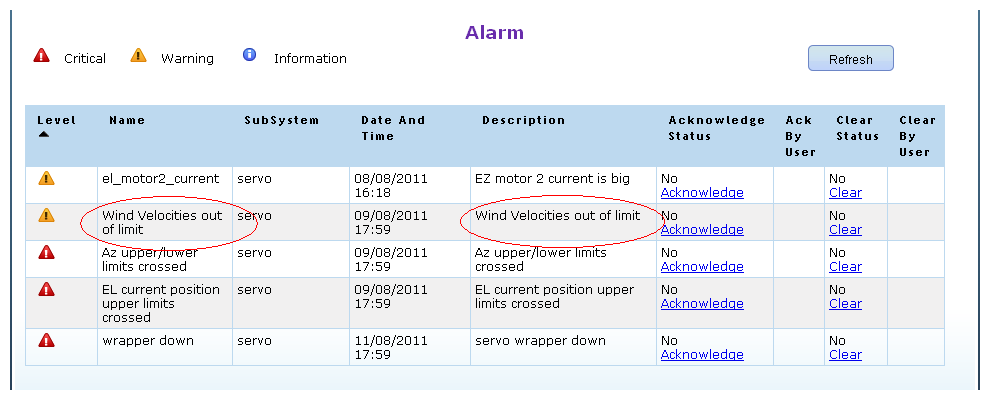 Alarm
Critical Warning Information Refresh
Level Name SubSystem Date And Time Description Acknowledge Status Ack By User Clear Status Clear By User
el_motor2_current servo 08/08/2011 16:18 EZ motor 2 current is big No Acknowledge No Clear
Wind Velocities out of limit servo 09/08/2011 17:59 Wind Velocities out of limit No Acknowledge No Clear
Az upper/lower limits crossed servo 09/08/2011 17:59 Az upper/lower limits crossed No Acknowledge No Clear
EL current position upper limits crossed servo 09/08/2011 17:59 EL current position upper limits crossed No Acknowledge No Clear
wrapper down servo 11/08/2011 17:59 servo wrapper down No Acknowledge No Clear